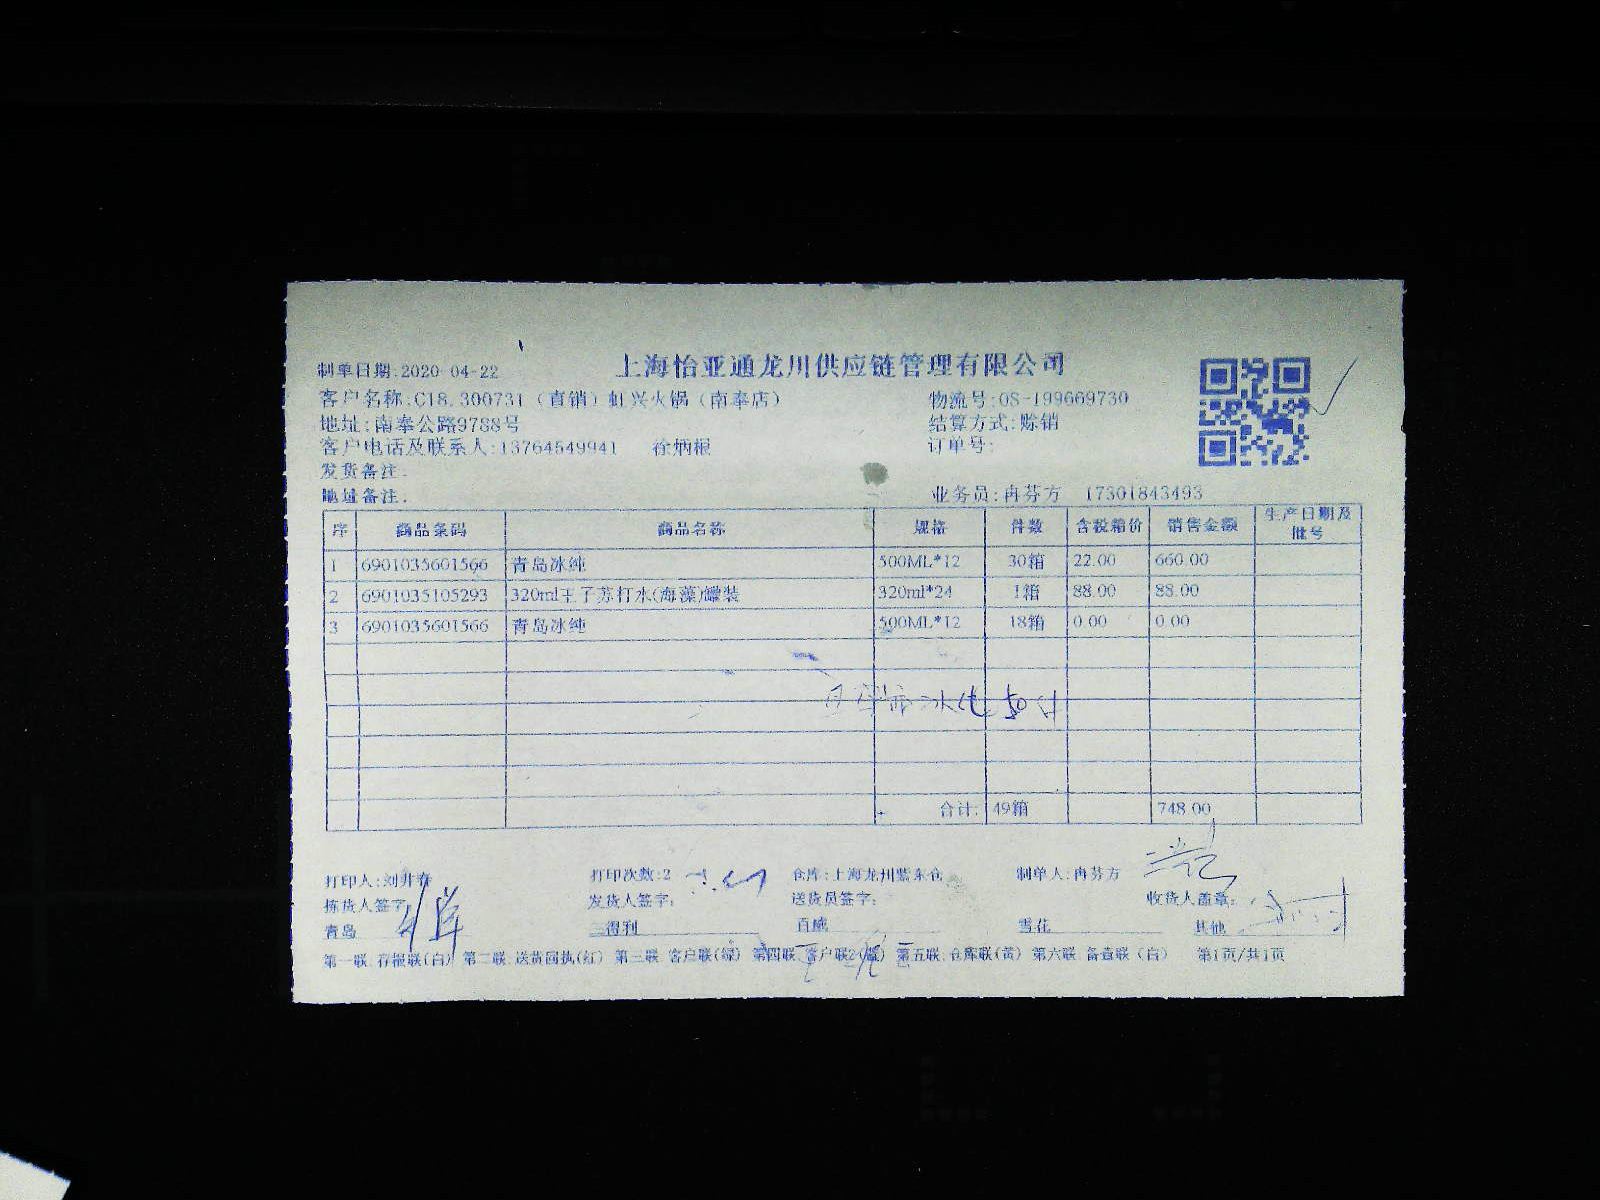 上海怡亚通龙川供应链管理有限公司
制单日期:2020-04-22
客户名称:C18.300731（直销）虹兴火锅（南奉店） 物流号:OS-199669730
地址:南奉公路9788号 结算方式:赊销
客户电话及联系人:13764549941 徐炳根 订单号:
发货备注:
地址备注: 业务员:冉芬方 17301843493
序 商品条码 商品名称 规格 件数 含税箱价 销售金额 生产日期及批号
1 6901035601566 青岛冰纯 500ML*12 30箱 22.00 660.00
2 6901035105293 320ml王子苏打水(海藻)罐装 320ml*24 1箱 88.00 88.00
3 6901035601566 青岛冰纯 500ML*12 18箱 0.00 0.00
冰纯
合计: 49箱 748.00
打印人:刘井春 打印次数:2 仓库:上海龙川紫东仓 制单人:冉芬方
拣货人签字: 发货人签字: 送货员签字: 收货人盖章:
青岛 三得利 百威 雪花 其他
第一联:存根联(白) 第二联:送货回执(红) 第三联:客户联(绿) 第四联:客户联2(蓝) 第五联:仓库联(黄) 第六联:备查联（白） 第1页/共1页